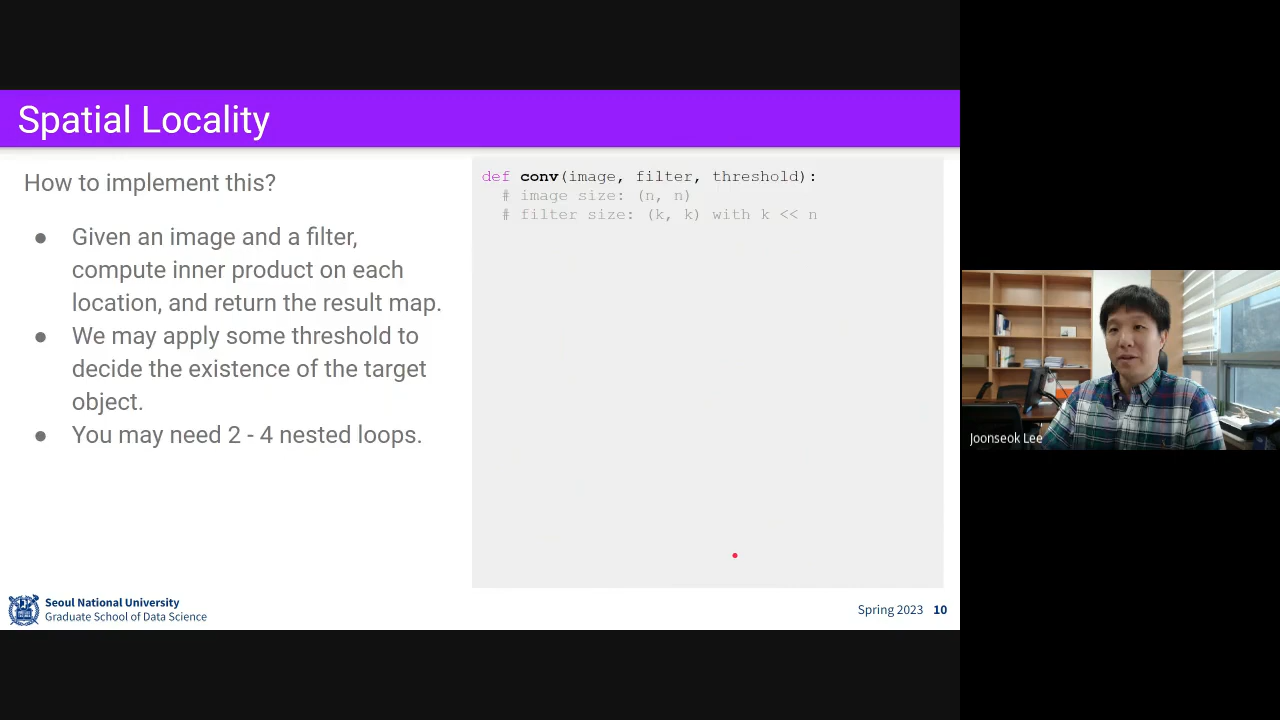 Spatial Locality
How to implement this?
● Given an image and a filter,
compute inner product on each
location, and return the result map.
● We may apply some threshold to
decide the existence of the target
object.
● You may need 2 - 4 nested loops.
def conv(image, filter, threshold):
# image size: (n, n)
# filter size: (k, k) with k << n
Joonseok Lee
Seoul National University
Graduate School of Data Science
Spring 2023 10